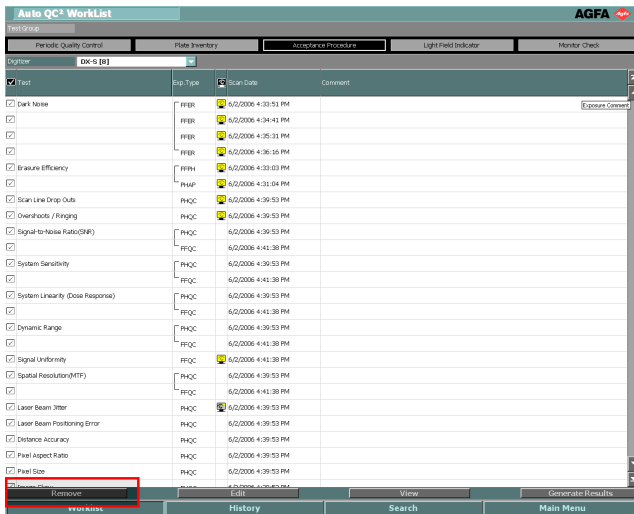 Auto QC² WorkList
AGFA
Test Group
Periodic Quality Control Plate Inventory Acceptance Procedure Light Field Indicator Monitor Check
Digitizer DX-S [B]
Test Exp.Type Scan Date Comment
Dark Noise FFER 6/2/2006 4:33:51 PM Exposure Comment
FFER 6/2/2006 4:34:41 PM
FFER 6/2/2006 4:35:31 PM
FFER 6/2/2006 4:36:16 PM
Erasure Efficiency FFPH 6/2/2006 4:33:03 PM
PHAP 6/2/2006 4:31:04 PM
Scan Line Drop Outs PHQC 6/2/2006 4:39:53 PM
Overshoots / Ringing PHQC 6/2/2006 4:39:53 PM
Signal-to-Noise Ratio(SNR) PHQC 6/2/2006 4:39:53 PM
FFQC 6/2/2006 4:41:38 PM
System Sensitivity PHQC 6/2/2006 4:39:53 PM
FFQC 6/2/2006 4:41:38 PM
System Linearity (Dose Response) PHQC 6/2/2006 4:39:53 PM
FFQC 6/2/2006 4:41:38 PM
Dynamic Range PHQC 6/2/2006 4:39:53 PM
FFQC 6/2/2006 4:41:38 PM
Signal Uniformity FFQC 6/2/2006 4:41:38 PM
Spatial Resolution(MTF) PHQC 6/2/2006 4:39:53 PM
FFQC 6/2/2006 4:41:38 PM
Laser Beam Jitter PHQC 6/2/2006 4:39:53 PM
Laser Beam Positioning Error PHQC 6/2/2006 4:39:53 PM
Distance Accuracy PHQC 6/2/2006 4:39:53 PM
Pixel Aspect Ratio PHQC 6/2/2006 4:39:53 PM
Pixel Size PHQC 6/2/2006 4:39:53 PM
Remove Edit View Generate Results
Worklist History Search Main Menu